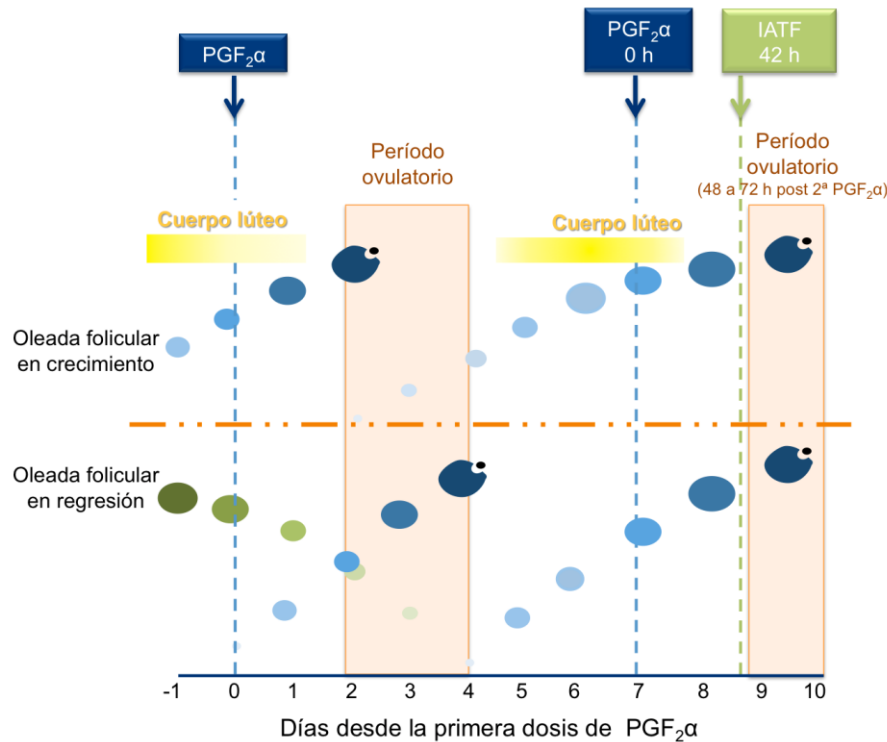 PGF₂α
PGF₂α
0 h
IATF
42 h
Período
ovulatorio
Período
ovulatorio
(48 a 72 h post 2ª PGF₂α)
Cuerpo lúteo
Cuerpo lúteo
Oleada folicular
en crecimiento
Oleada folicular
en regresión
-1 0 1 2 3 4 5 6 7 8 9 10
Días desde la primera dosis de PGF₂α